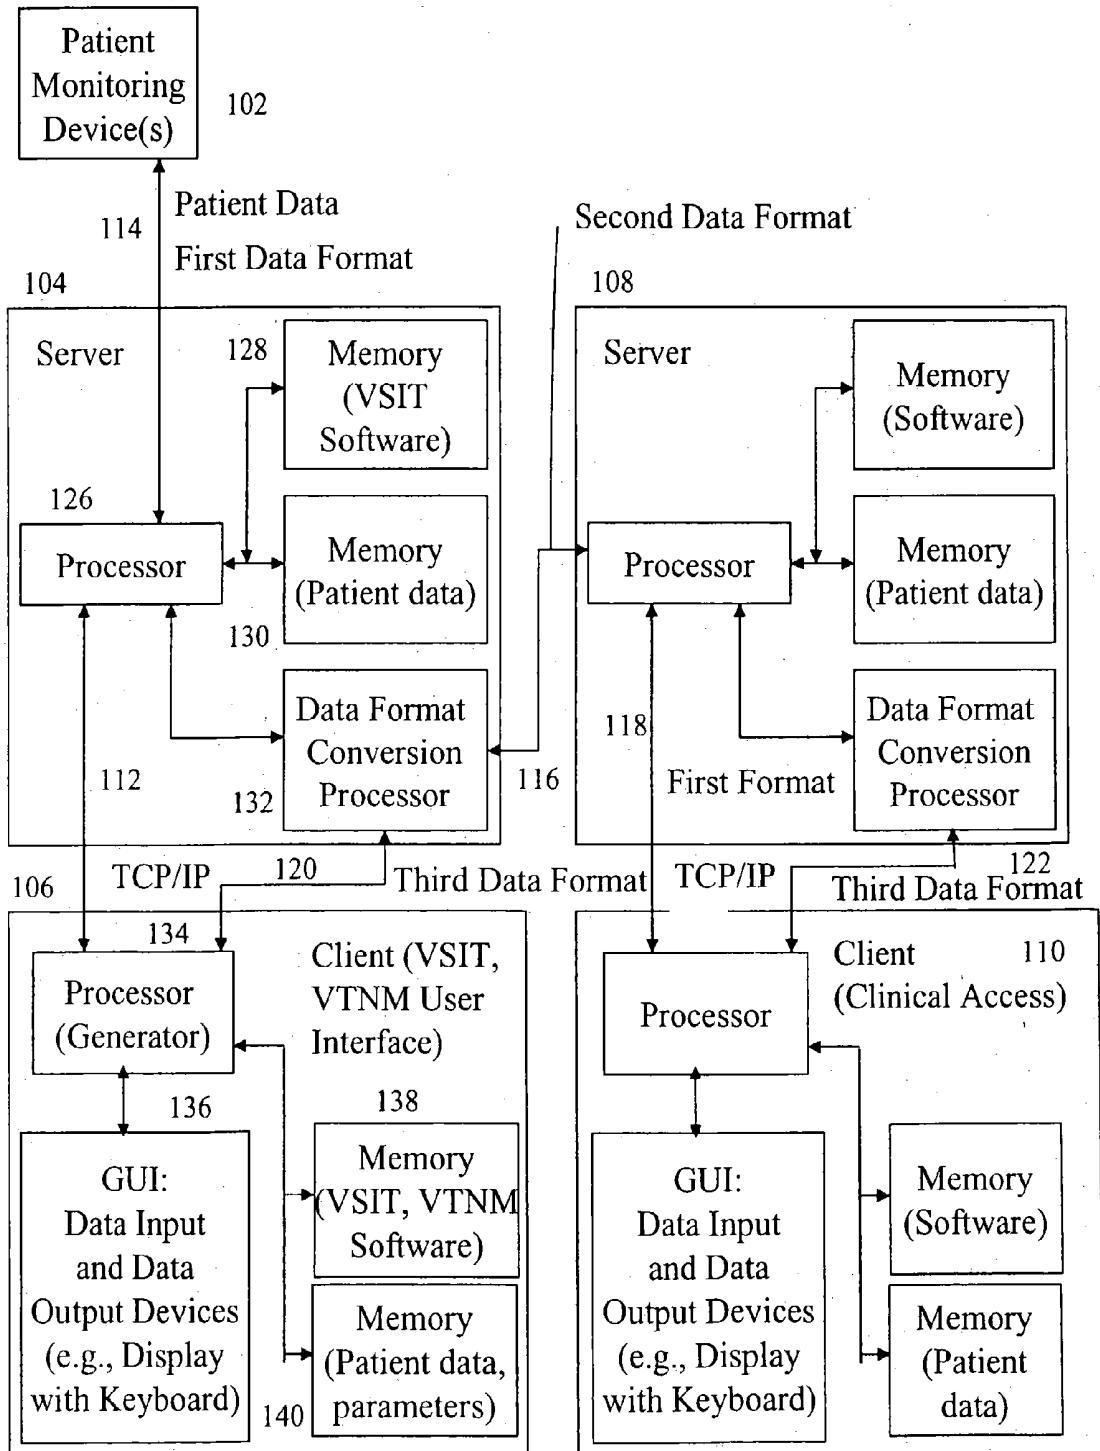 Patient
Monitoring
Device(s)
102
114
Patient Data
First Data Format
Second Data Format
104
Server
128
Memory
(VSIT
Software)
126
Processor
Memory
(Patient data)
130
Data Format
Conversion
Processor
132
112
116
108
Server
Memory
(Software)
Processor
Memory
(Patient data)
118
Data Format
Conversion
Processor
First Format
106
TCP/IP
120
Third Data Format
TCP/IP
122
Third Data Format
134
Processor
(Generator)
Client (VSIT,
VTNM User
Interface)
136
138
GUI:
Data Input
and Data
Output Devices
(e.g., Display
with Keyboard)
Memory
(VSIT, VTNM
Software)
Memory
(Patient data,
parameters)
140
Client
(Clinical Access)
110
Processor
GUI:
Data Input
and Data
Output Devices
(e.g., Display
with Keyboard)
Memory
(Software)
Memory
(Patient
data)